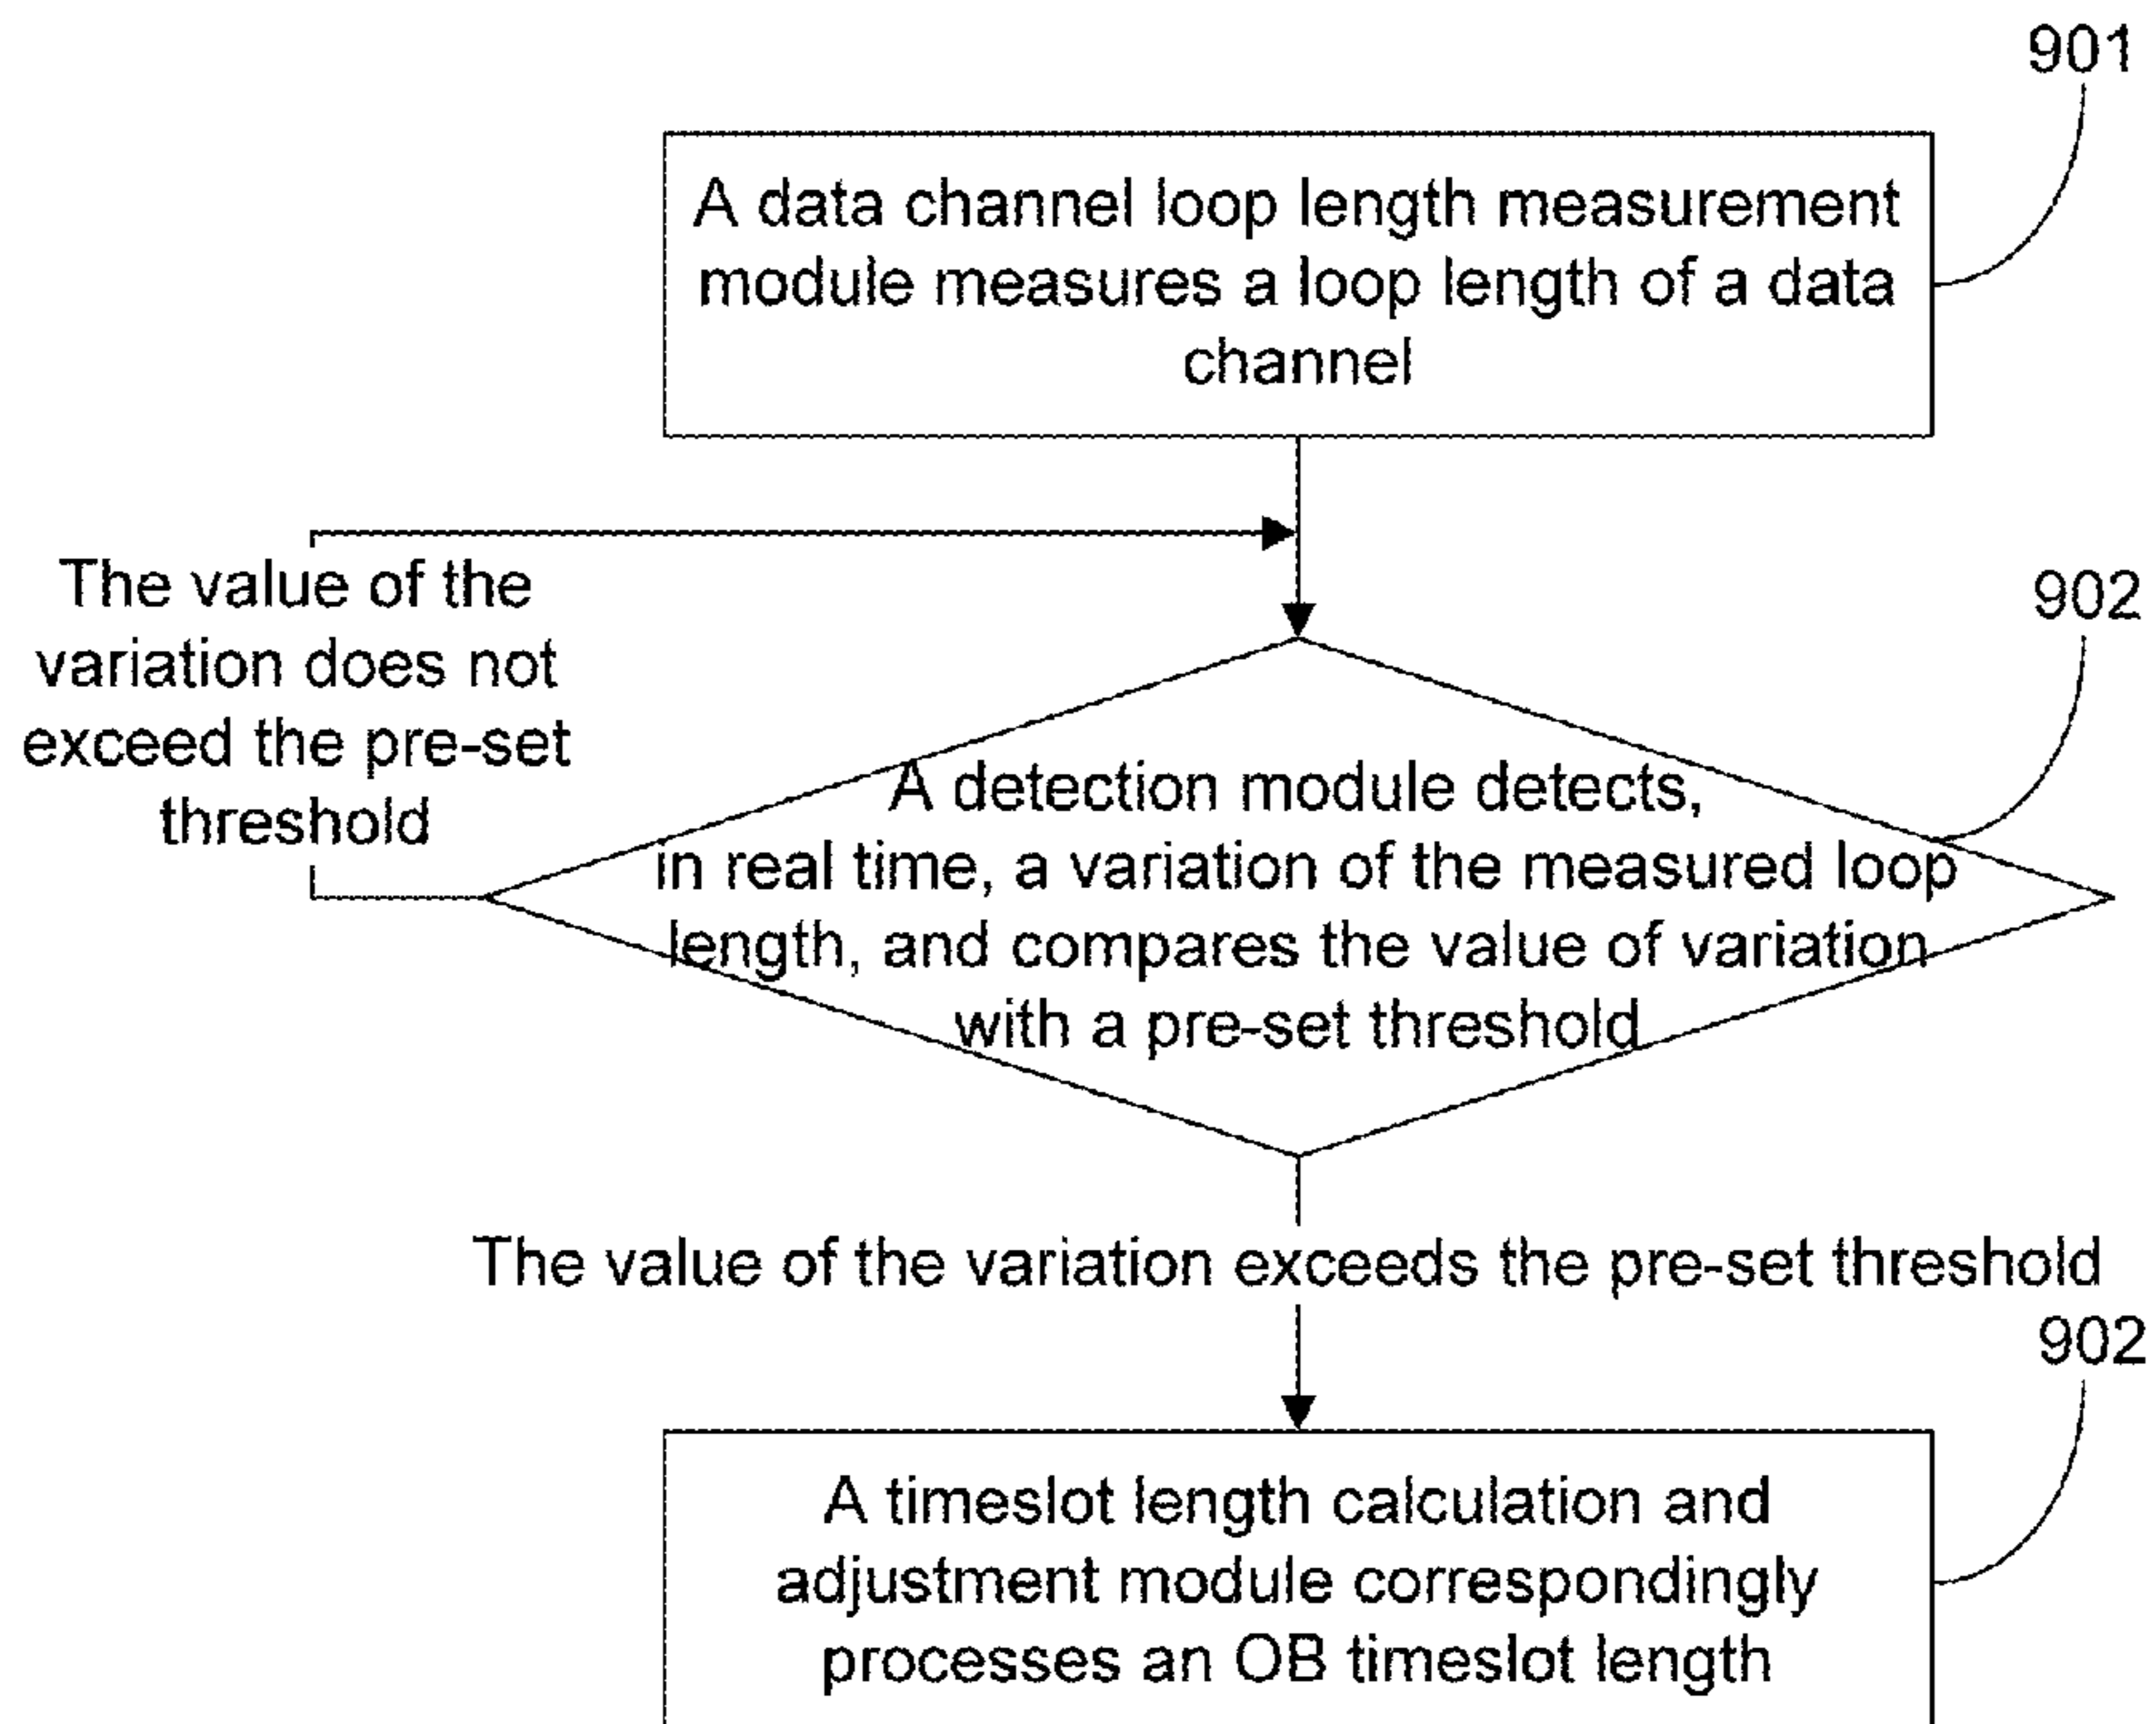 901
A data channel loop length measurement
module measures a loop length of a data
channel
The value of the
variation does not
exceed the pre-set
threshold
902
A detection module detects,
in real time, a variation of the measured loop
length, and compares the value of variation
with a pre-set threshold
The value of the variation exceeds the pre-set threshold
902
A timeslot length calculation and
adjustment module correspondingly
processes an OB timeslot length